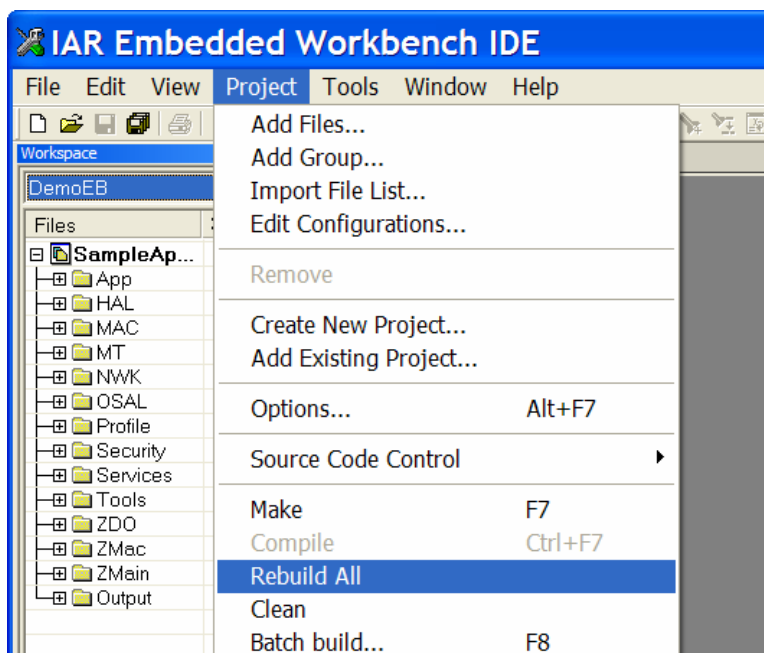 IAR Embedded Workbench IDE
File Edit View Project Tools Window Help
Workspace
DemoEB
Files
SampleAp...
App
HAL
MAC
MT
NWK
OSAL
Profile
Security
Services
Tools
ZDO
ZMac
ZMain
Output
Add Files...
Add Group...
Import File List...
Edit Configurations...
Remove
Create New Project...
Add Existing Project...
Options... Alt+F7
Source Code Control
Make F7
Compile Ctrl+F7
Rebuild All
Clean
Batch build... F8